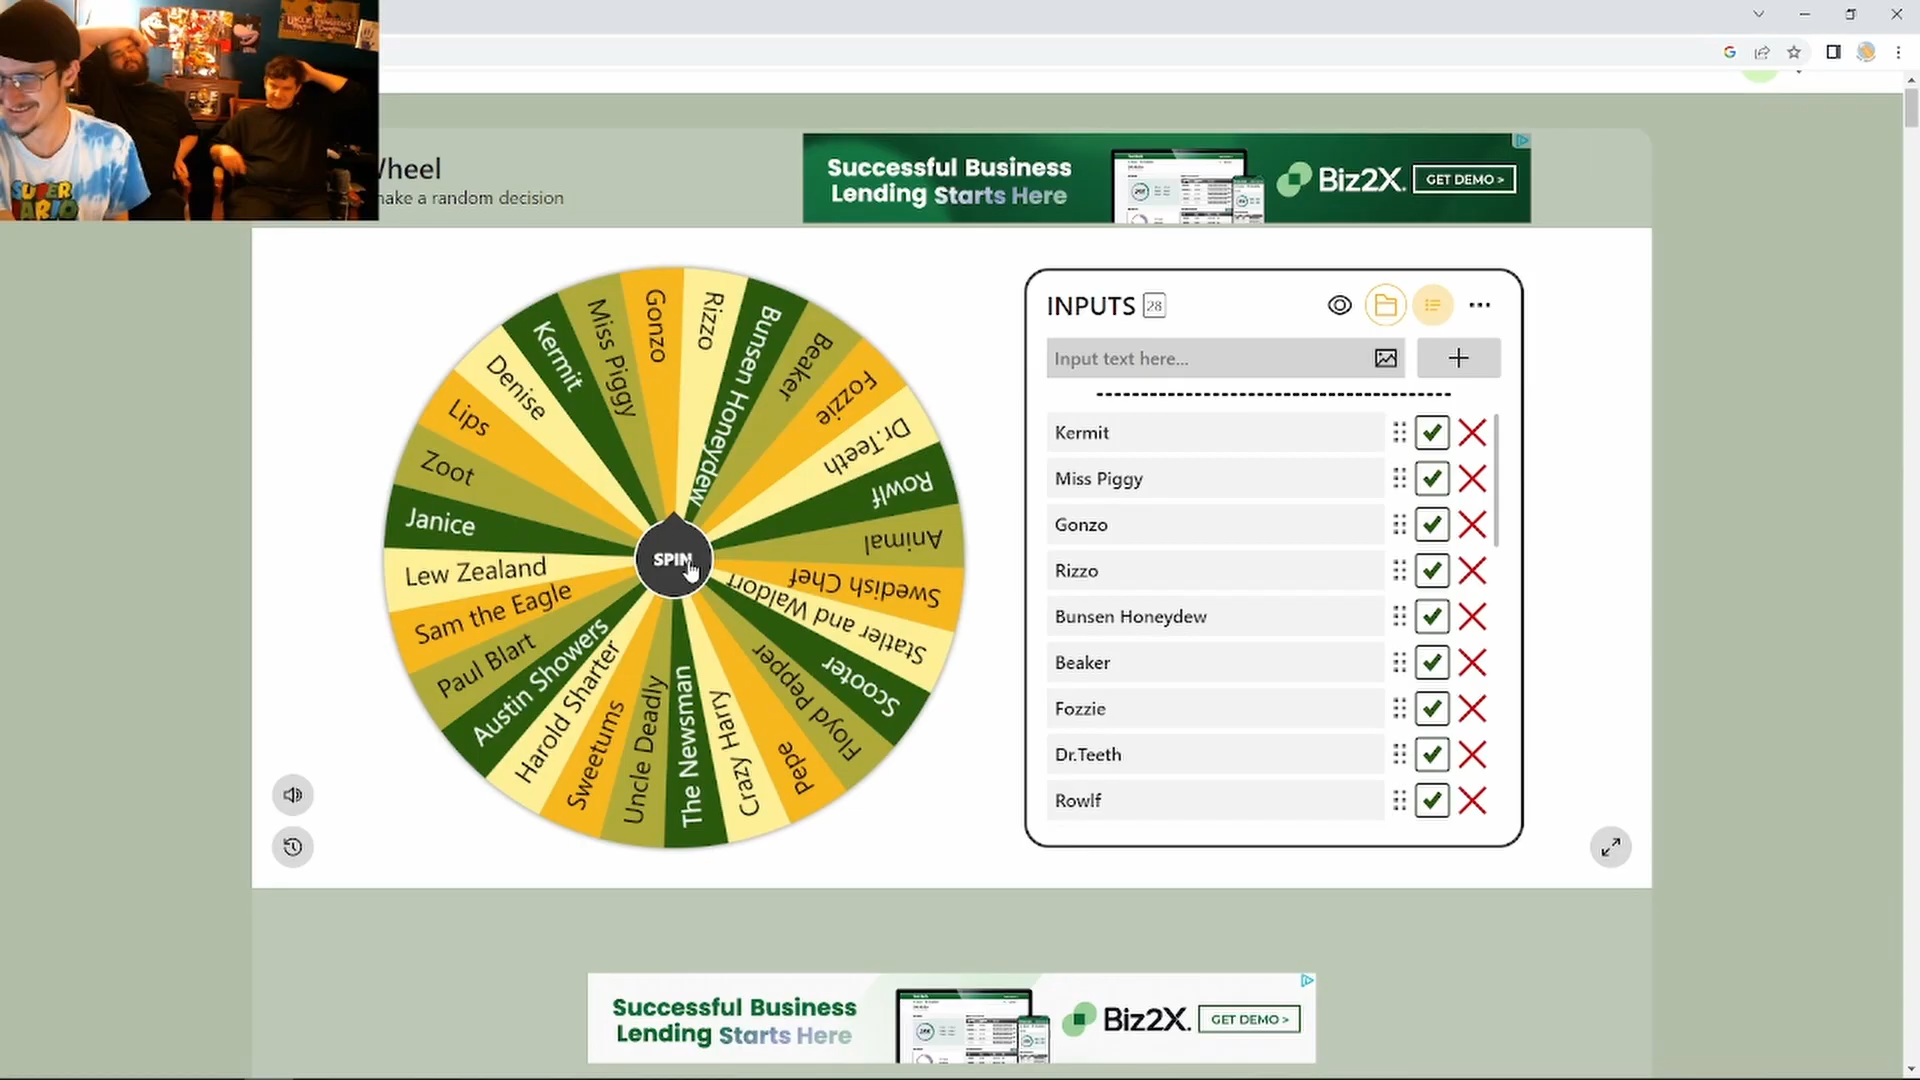 UNCLE
SUPER
MARIO
Wheel
make a random decision
Successful Business
Lending Starts Here
Biz2X.
GET DEMO >
Gonzo
Rizzo
Bunsen Honeydew
Beaker
Fozzie
Dr.Teeth
Rowlf
Animal
Swedish Chef
Statler and Waldorf
Scooter
Floyd Pepper
Pepe
Crazy Harry
The Newsman
Uncle Deadly
Sweetums
Harold Sharter
Austin Showers
Paul Blart
Sam the Eagle
Lew Zealand
Janice
Zoot
Lips
Denise
Kermit
Miss Piggy
SPIN
INPUTS 28
Input text here...
Kermit
Miss Piggy
Gonzo
Rizzo
Bunsen Honeydew
Beaker
Fozzie
Dr.Teeth
Rowlf
Successful Business
Lending Starts Here
Biz2X.
GET DEMO >